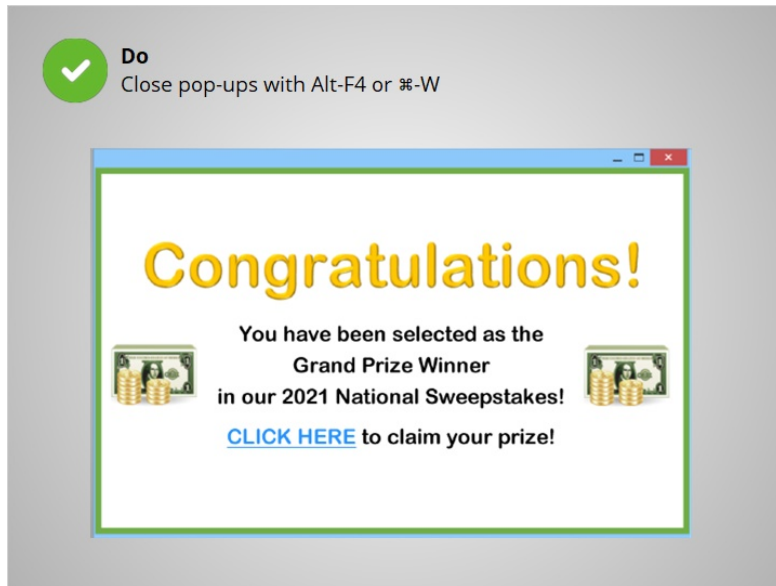 Do
Close pop-ups with Alt-F4 or ⌘-W
Congratulations!
You have been selected as the
Grand Prize Winner
in our 2021 National Sweepstakes!
CLICK HERE to claim your prize!